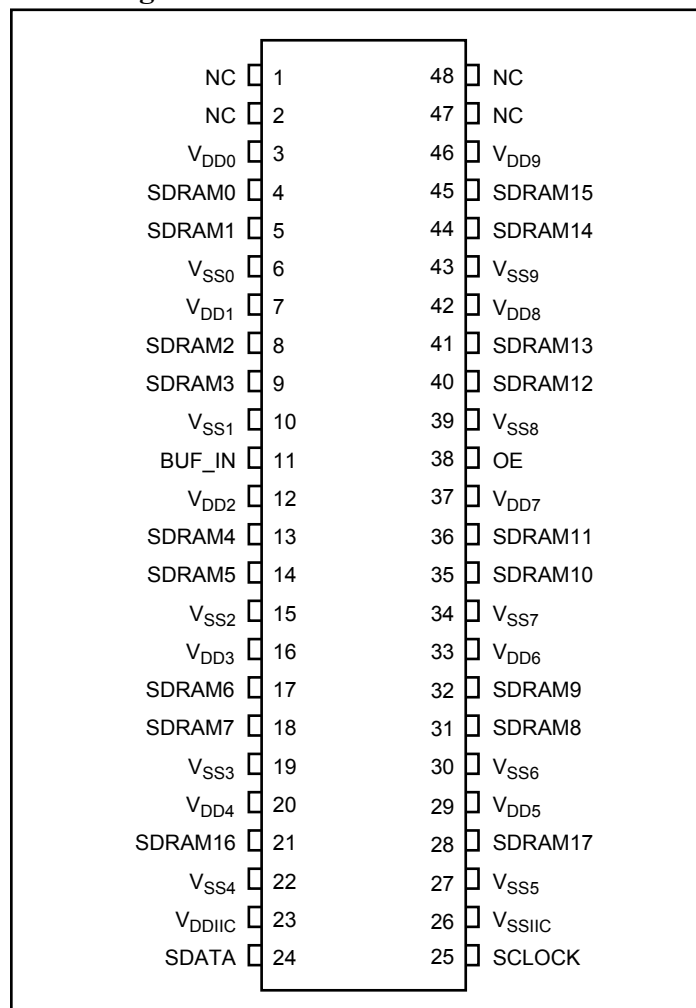 NC 1 48 NC
NC 2 47 NC
VDD0 3 46 VDD9
SDRAM0 4 45 SDRAM15
SDRAM1 5 44 SDRAM14
VSS0 6 43 VSS9
VDD1 7 42 VDD8
SDRAM2 8 41 SDRAM13
SDRAM3 9 40 SDRAM12
VSS1 10 39 VSS8
BUF_IN 11 38 OE
VDD2 12 37 VDD7
SDRAM4 13 36 SDRAM11
SDRAM5 14 35 SDRAM10
VSS2 15 34 VSS7
VDD3 16 33 VDD6
SDRAM6 17 32 SDRAM9
SDRAM7 18 31 SDRAM8
VSS3 19 30 VSS6
VDD4 20 29 VDD5
SDRAM16 21 28 SDRAM17
VSS4 22 27 VSS5
VDDIIC 23 26 VSSIIC
SDATA 24 25 SCLOCK